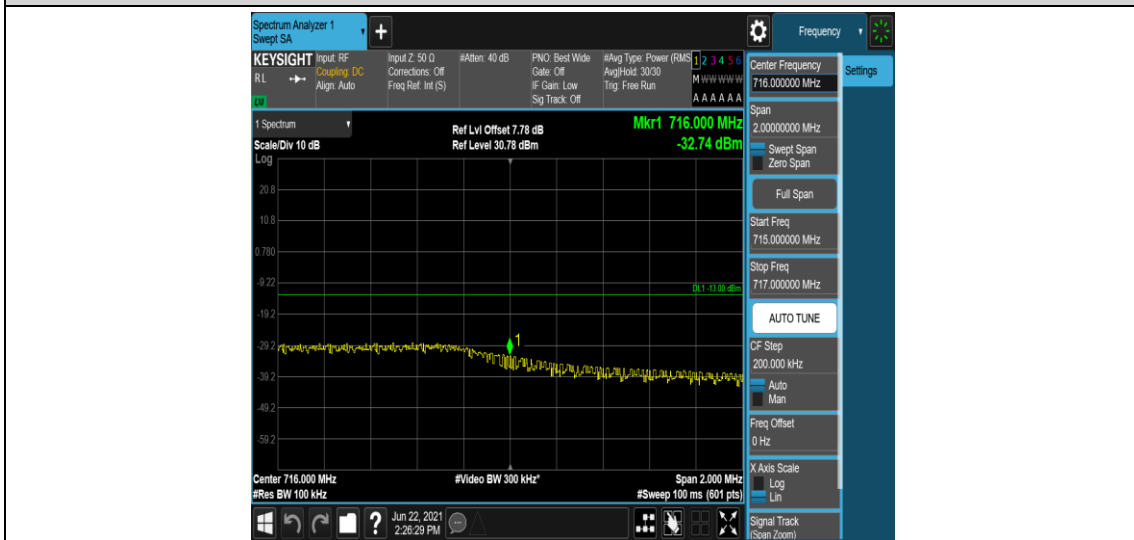 Spectrum Analyzer 1
Swept SA
Frequency
KEYSIGHT
RL
Input: RF
Coupling: DC
Align: Auto
Input Z: 50 Ω
Corrections: Off
Freq Ref: Int (S)
#Atten: 40 dB
PNO: Best Wide
Gate: Off
IF Gain: Low
Sig Track: Off
#Avg Type: Power (RMS
Avg|Hold: 30/30
Trig: Free Run
1 2 3 4 5 6
M W W W W W
A A A A A A
1 Spectrum
Scale/Div 10 dB
Log
Ref Lvl Offset 7.78 dB
Ref Level 30.78 dBm
Mkr1 716.000 MHz
-32.74 dBm
20.8
10.8
0.780
-9.22
DL1 -13.00 dBm
-19.2
-29.2
1
-39.2
-49.2
-59.2
Center 716.000 MHz
#Res BW 100 kHz
#Video BW 300 kHz*
Span 2.000 MHz
#Sweep 100 ms (601 pts)
Jun 22, 2021
2:26:29 PM
?
Center Frequency
716.000000 MHz
Settings
Span
2.00000000 MHz
Swept Span
Zero Span
Full Span
Start Freq
715.000000 MHz
Stop Freq
717.000000 MHz
AUTO TUNE
CF Step
200.000 kHz
Auto
Man
Freq Offset
0 Hz
X Axis Scale
Log
Lin
Signal Track
(Span Zoom)